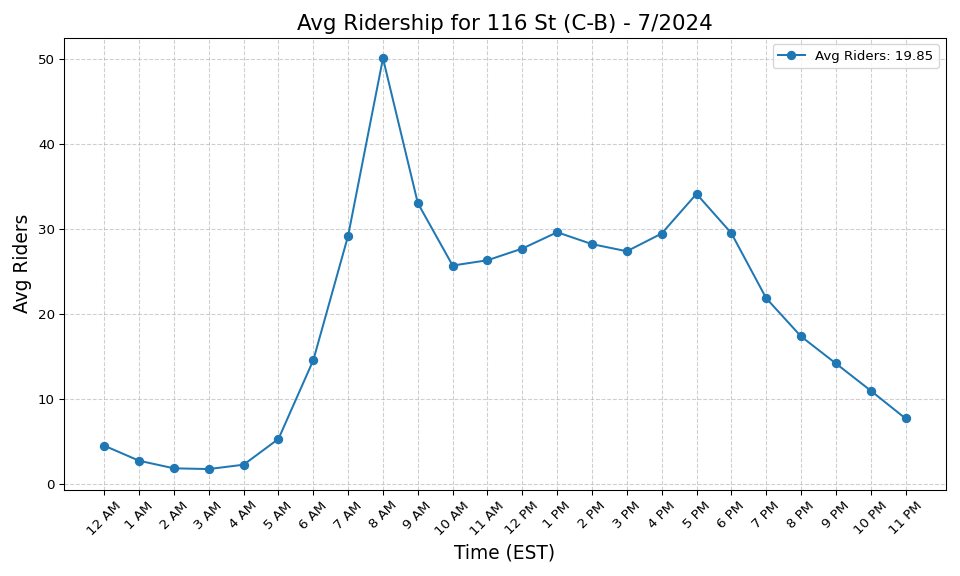 Avg Ridership for 116 St (C-B) - 7/2024
Avg Riders: 19.85
50
40
30
20
10
0
Avg Riders
12 AM
1 AM
2 AM
3 AM
4 AM
5 AM
6 AM
7 AM
8 AM
9 AM
10 AM
11 AM
12 PM
1 PM
2 PM
3 PM
4 PM
5 PM
6 PM
7 PM
8 PM
9 PM
10 PM
11 PM
Time (EST)